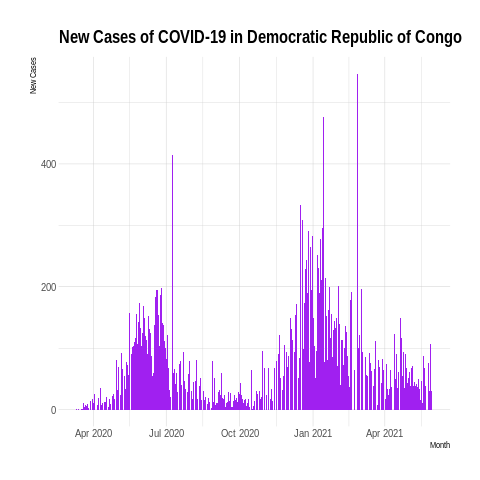 New Cases of COVID-19 in Democratic Republic of Congo
New Cases
400
200
0
Apr 2020 Jul 2020 Oct 2020 Jan 2021 Apr 2021
Month